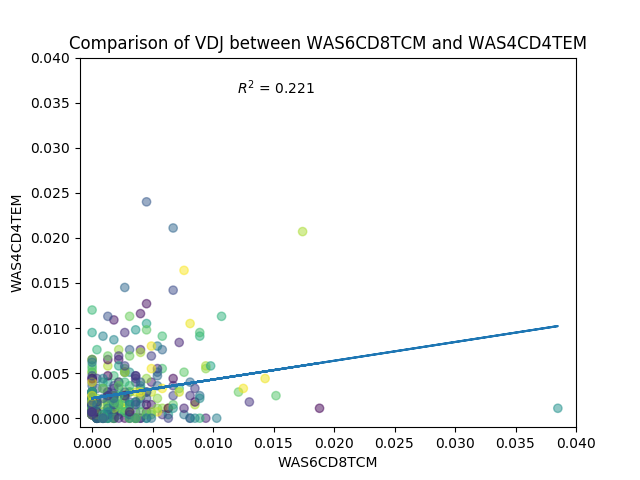 Comparison of VDJ between WAS6CD8TCM and WAS4CD4TEM
R² = 0.221
WAS4CD4TEM
0.040
0.035
0.030
0.025
0.020
0.015
0.010
0.005
0.000
0.000 0.005 0.010 0.015 0.020 0.025 0.030 0.035 0.040
WAS6CD8TCM